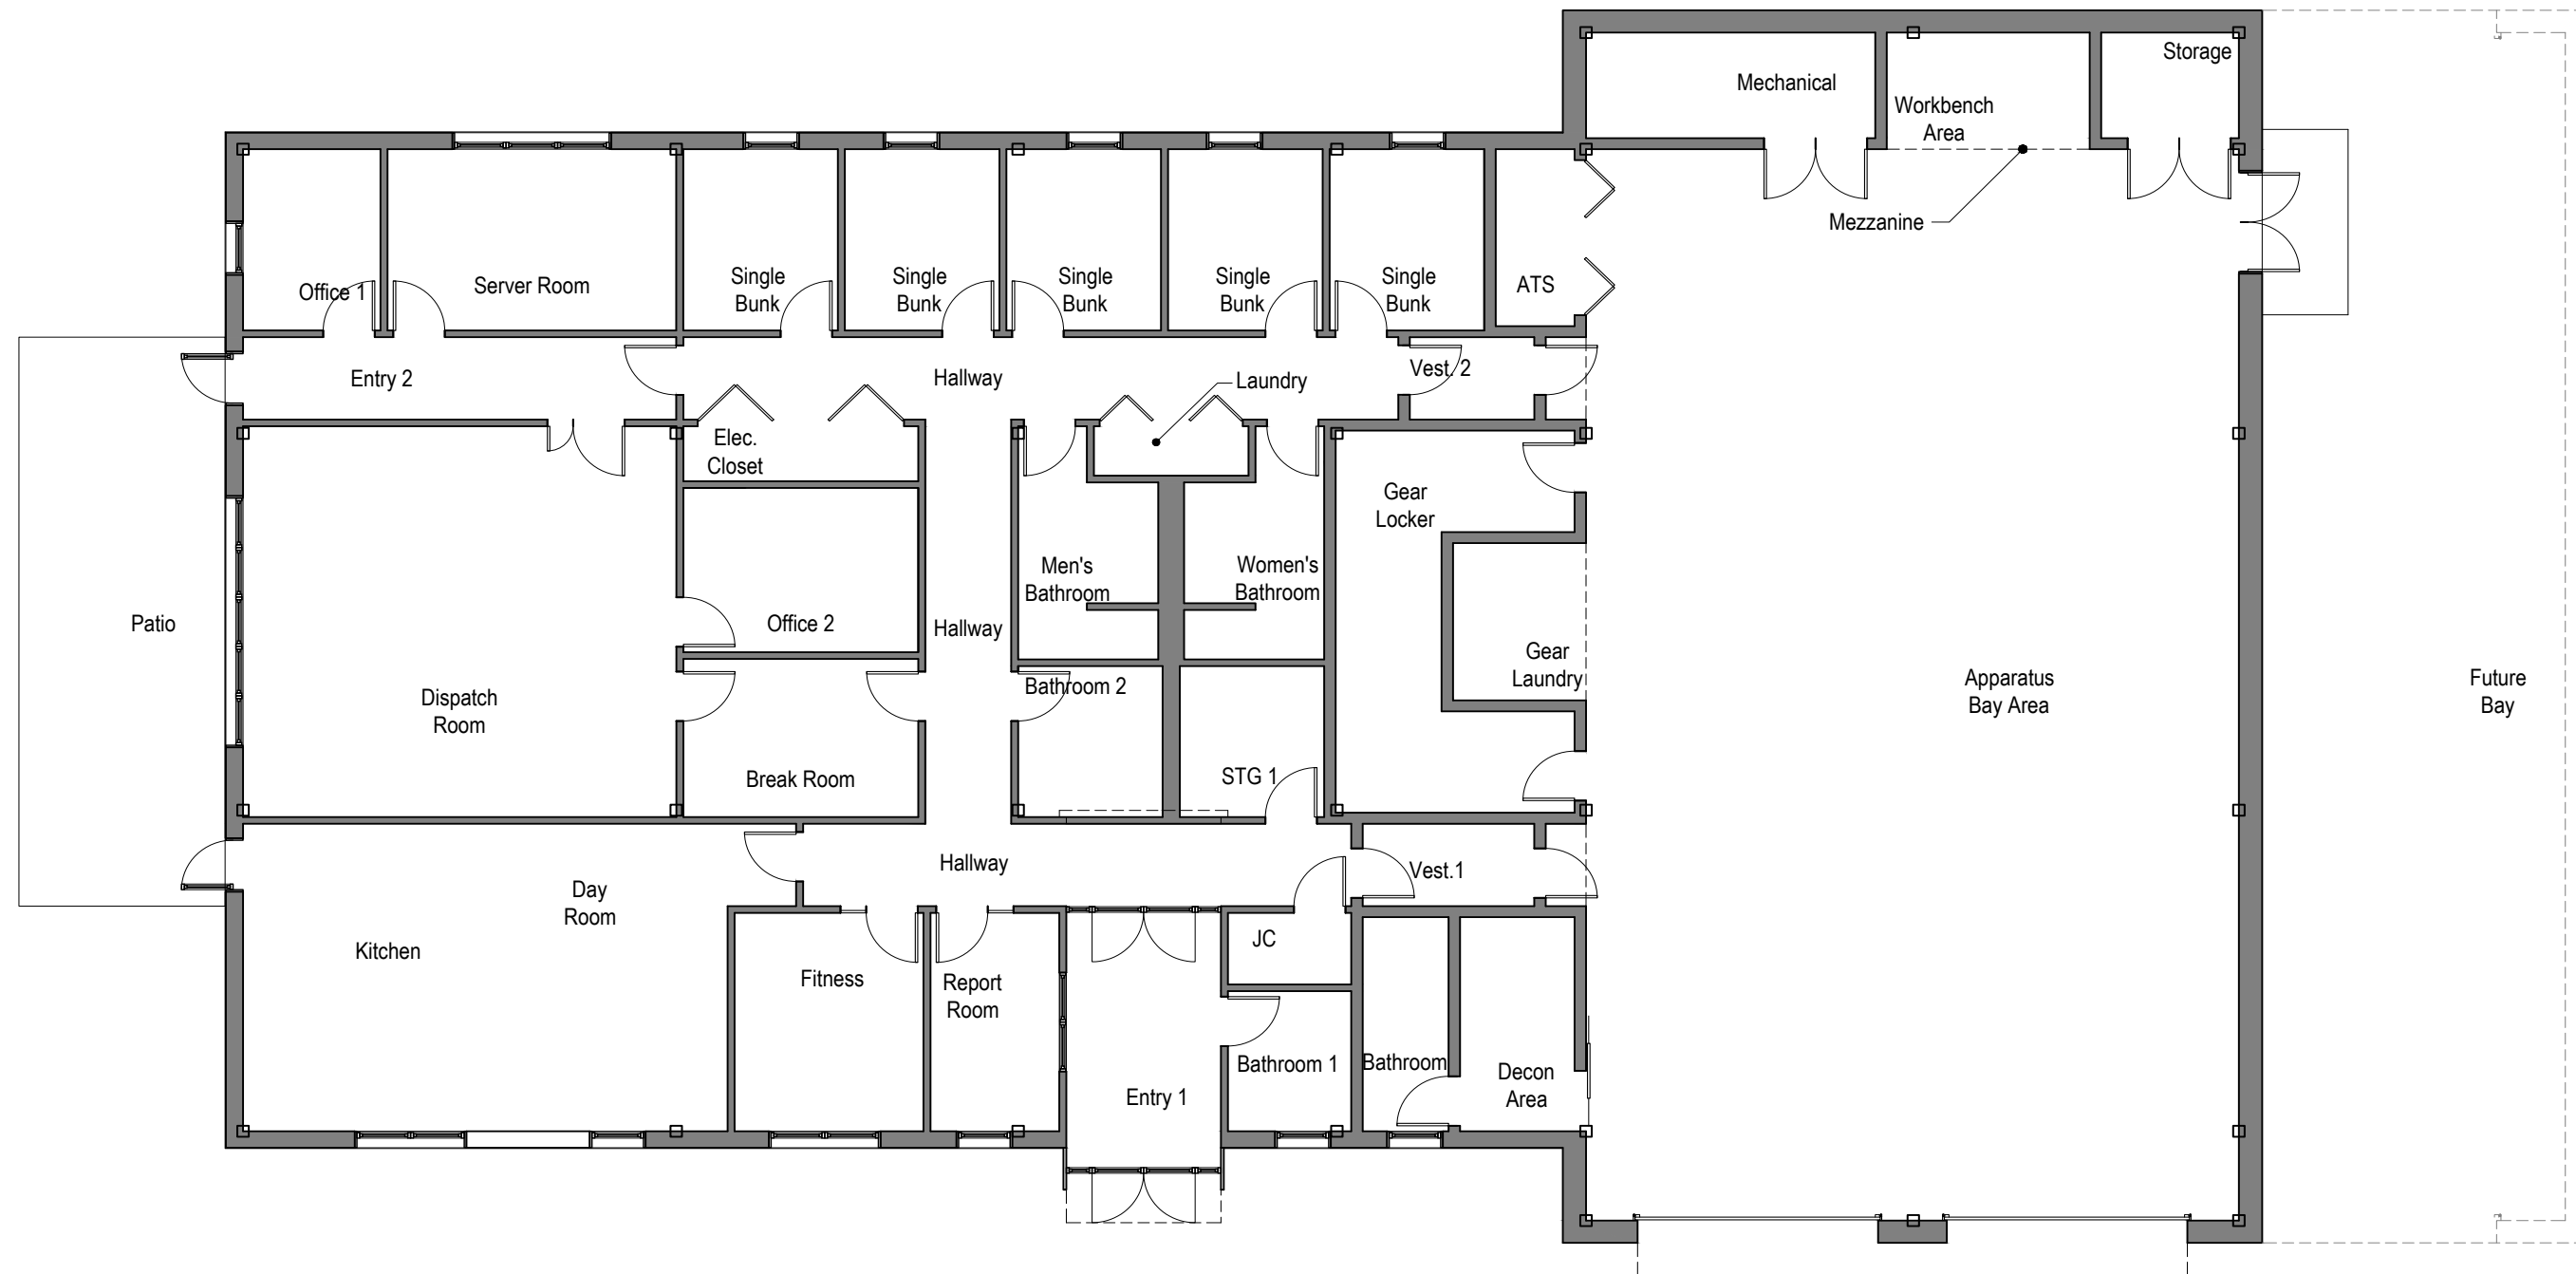 Storage
Mechanical
Workbench
Area
Mezzanine
Office 1
Server Room
Single
Bunk
Single
Bunk
Single
Bunk
Single
Bunk
Single
Bunk
ATS
Entry 2
Hallway
Laundry
Vest. 2
Elec.
Closet
Gear
Locker
Men's
Bathroom
Women's
Bathroom
Patio
Office 2
Hallway
Gear
Laundry
Dispatch
Room
Bathroom 2
Apparatus
Bay Area
Future
Bay
Break Room
STG 1
Hallway
Vest.1
Day
Room
Kitchen
JC
Fitness
Report
Room
Bathroom 1
Bathroom
Decon
Area
Entry 1